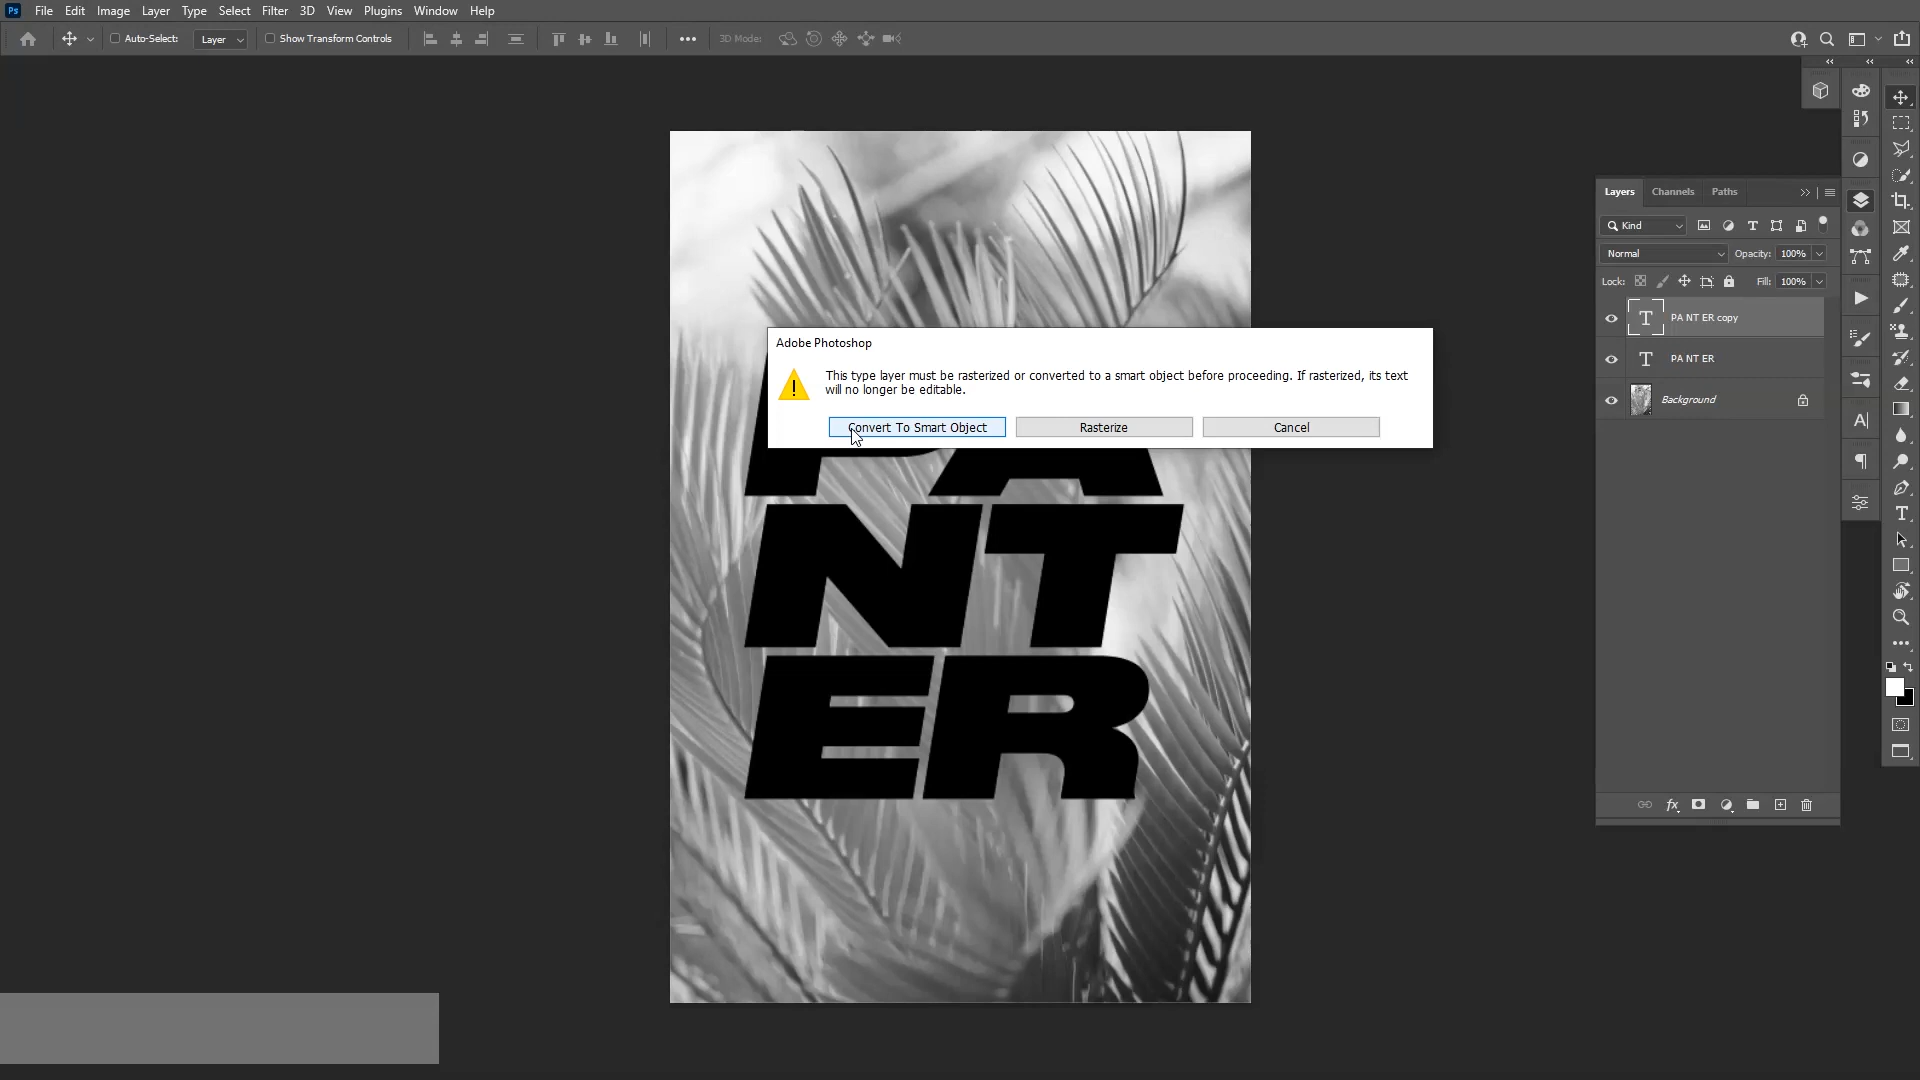 Ps File Edit Image Layer Type Select Filter 3D View Plugins Window Help
Auto-Select: Layer Show Transform Controls 3D Mode:
Layers Channels Paths
Kind
Normal Opacity: 100%
Lock: Fill: 100%
PA NT ER copy
PA NT ER
Background
Adobe Photoshop
This type layer must be rasterized or converted to a smart object before proceeding. If rasterized, its text
will no longer be editable.
Convert To Smart Object Rasterize Cancel
PA
NT
ER